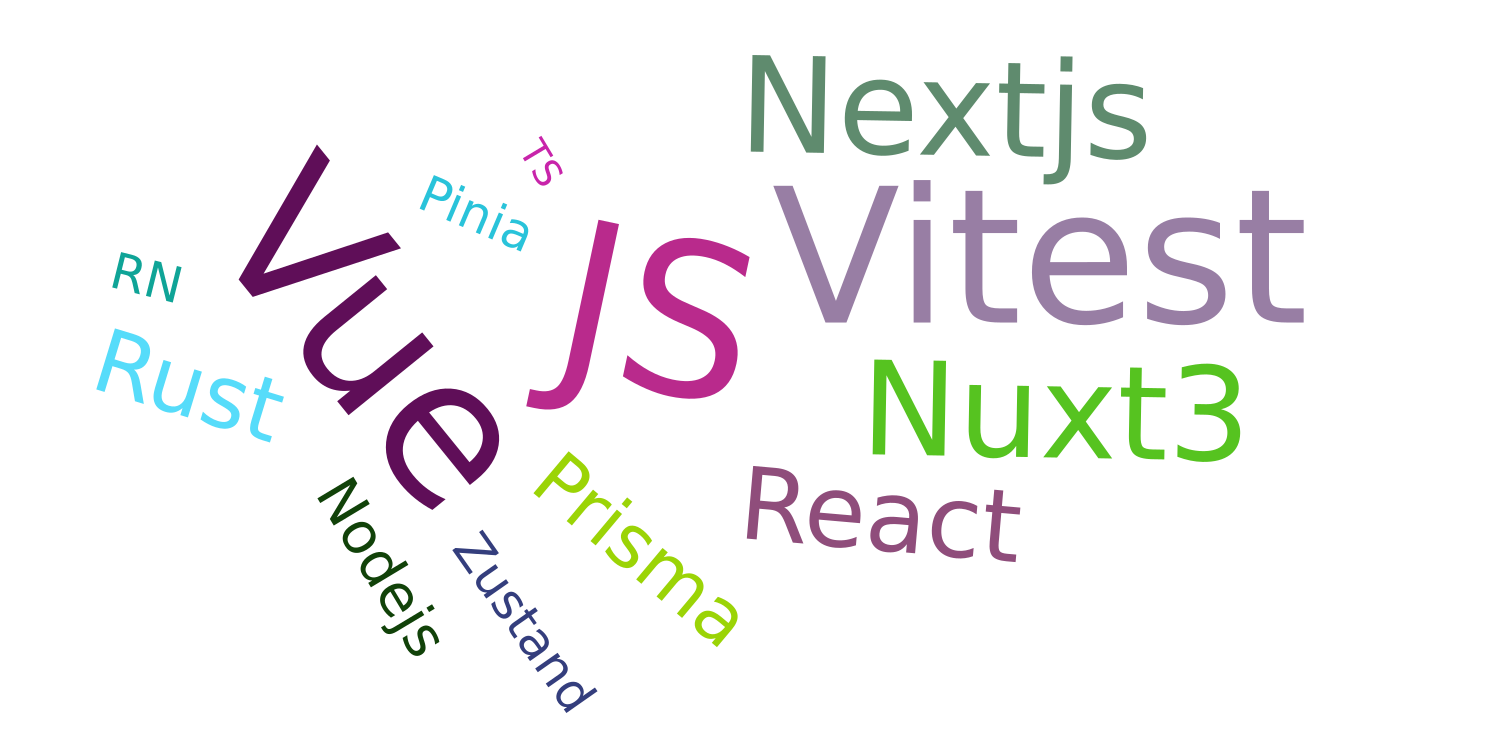 Nextjs
TS
Pinia
Vue
JS
Vitest
RN
Rust
Nuxt3
React
Prisma
Nodejs
Zustand